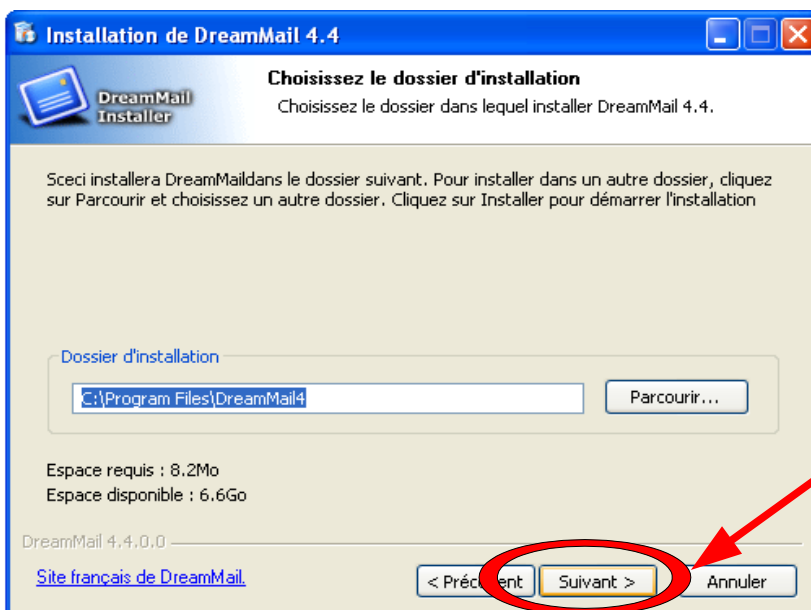 Installation de DreamMail 4.4
DreamMail
Installer
Choisissez le dossier d'installation
Choisissez le dossier dans lequel installer DreamMail 4.4.
Sceci installera DreamMaildans le dossier suivant. Pour installer dans un autre dossier, cliquez
sur Parcourir et choisissez un autre dossier. Cliquez sur Installer pour démarrer l'installation
Dossier d'installation
C:\Program Files\DreamMail4
Parcourir...
Espace requis : 8.2Mo
Espace disponible : 6.6Go
DreamMail 4.4.0.0
Site français de DreamMail.
< Précédent
Suivant >
Annuler